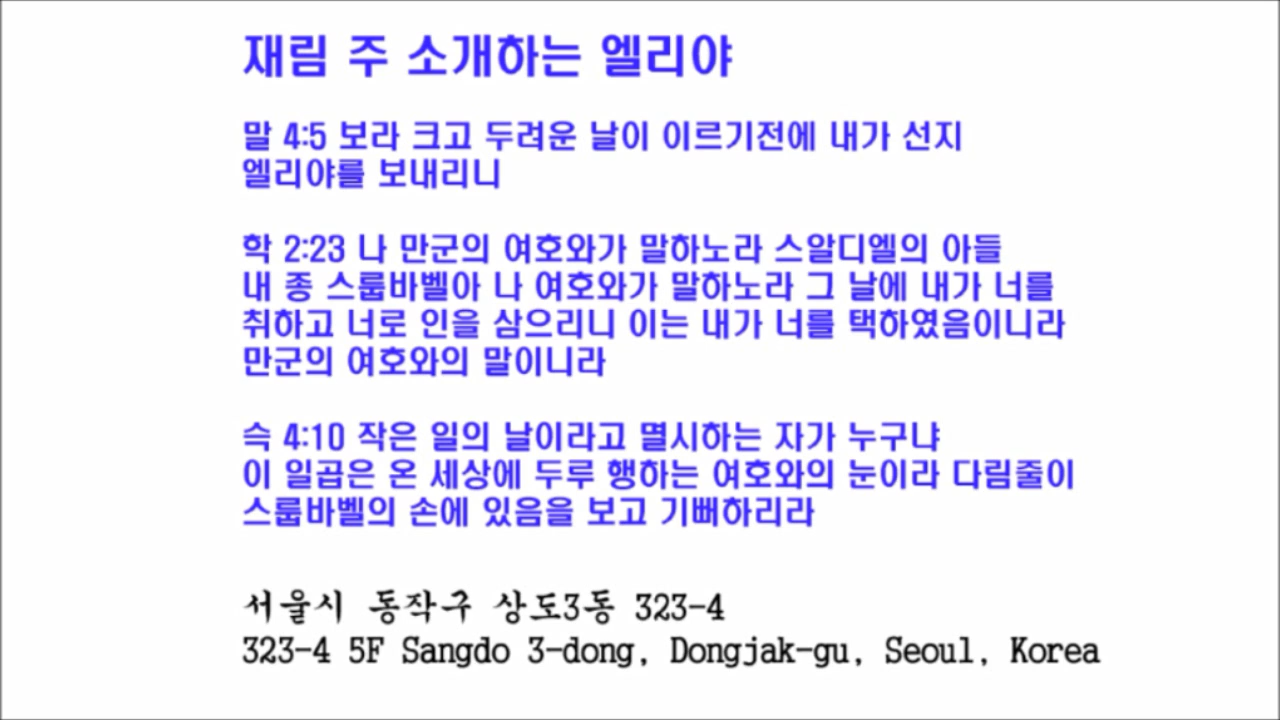 재림 주 소개하는 엘리야
말 4:5 보라 크고 두려운 날이 이르기전에 내가 선지
엘리야를 보내리니
학 2:23 나 만군의 여호와가 말하노라 스알디엘의 아들
내 종 스룹바벨아 나 여호와가 말하노라 그 날에 내가 너를
취하고 너로 인을 삼으리니 이는 내가 너를 택하였음이니라
만군의 여호와의 말이니라
슥 4:10 작은 일의 날이라고 멸시하는 자가 누구냐
이 일곱은 온 세상에 두루 행하는 여호와의 눈이라 다림줄이
스룹바벨의 손에 있음을 보고 기뻐하리라
서울시 동작구 상도3동 323-4
323-4 5F Sangdo 3-dong, Dongjak-gu, Seoul, Korea